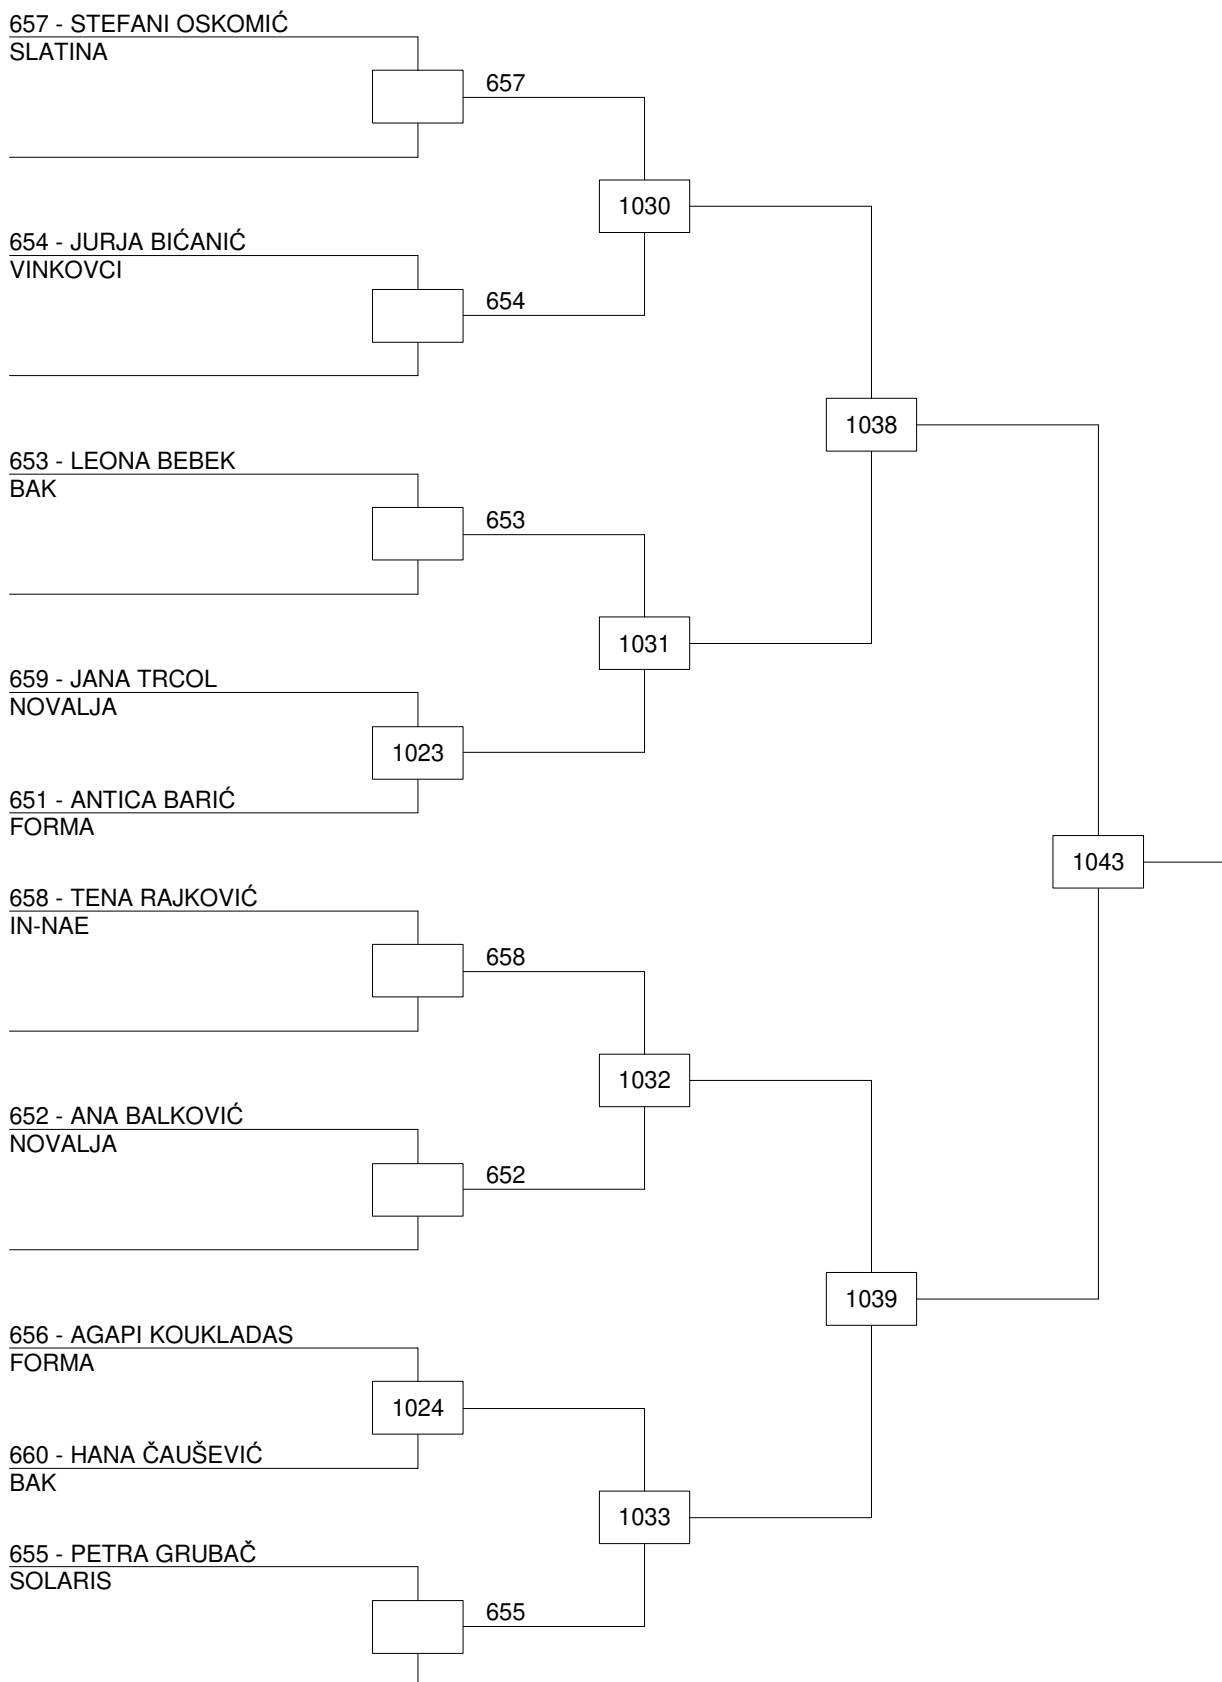 657 - STEFANI OSKOMIĆ
SLATINA
657
1030
654 - JURJA BIĆANIĆ
VINKOVCI
654
1038
653 - LEONA BEBEK
BAK
653
1031
659 - JANA TRCOL
NOVALJA
1023
651 - ANTICA BARIĆ
FORMA
1043
658 - TENA RAJKOVIĆ
IN-NAE
658
1032
652 - ANA BALKOVIĆ
NOVALJA
652
1039
656 - AGAPI KOUKLADAS
FORMA
1024
660 - HANA ČAUŠEVIĆ
BAK
1033
655 - PETRA GRUBAČ
SOLARIS
655